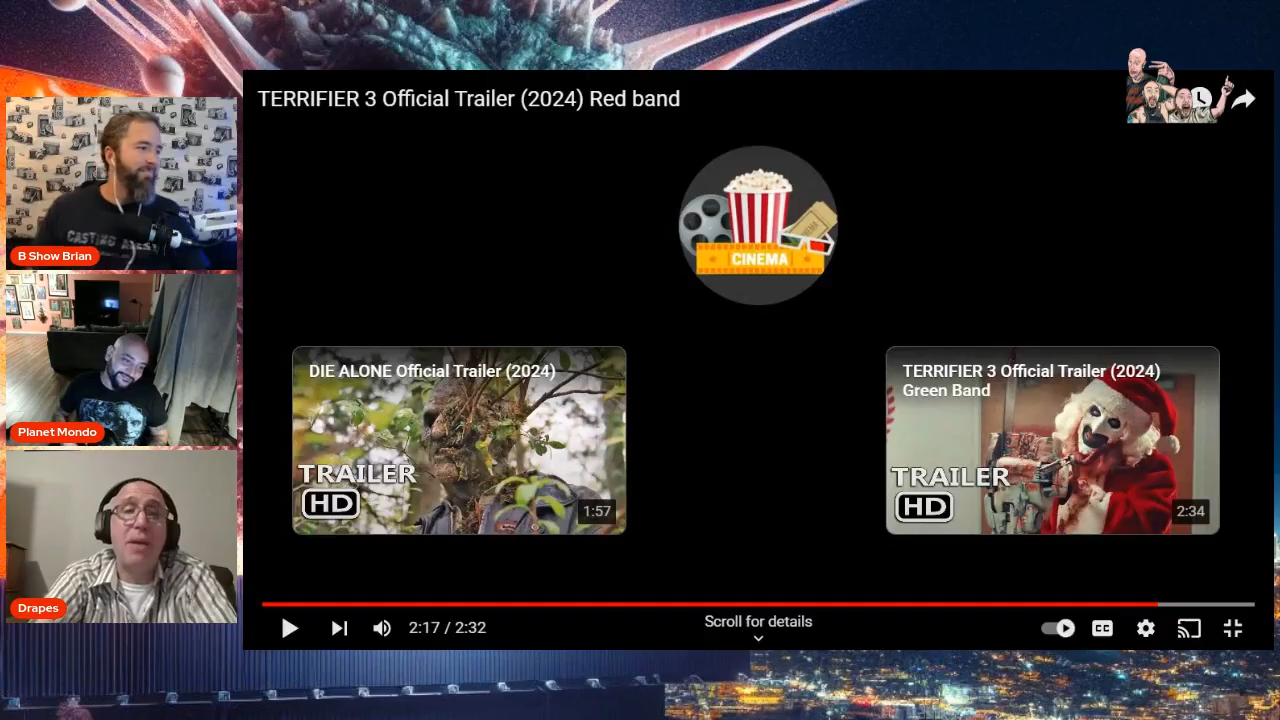 TERRIFIER 3 Official Trailer (2024) Red band
CINEMA
CASTING
B Show Brian
DIE ALONE Official Trailer (2024)
TRAILER
HD
1:57
TERRIFIER 3 Official Trailer (2024)
Green Band
TRAILER
HD
2:34
Planet Mondo
Drapes
2:17 / 2:32
Scroll for details
CC